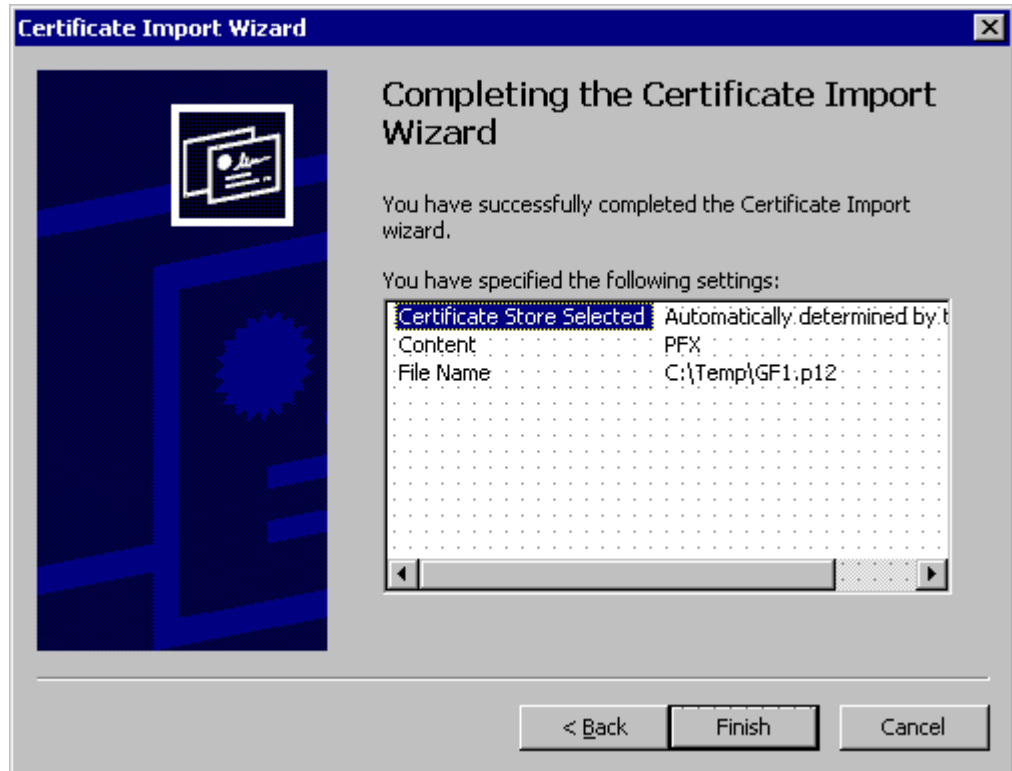 Certificate Import Wizard
Completing the Certificate Import
Wizard
You have successfully completed the Certificate Import
wizard.
You have specified the following settings:
Certificate Store Selected Automatically determined by t
Content PFX
File Name C:\Temp\GF1.p12
< Back Finish Cancel